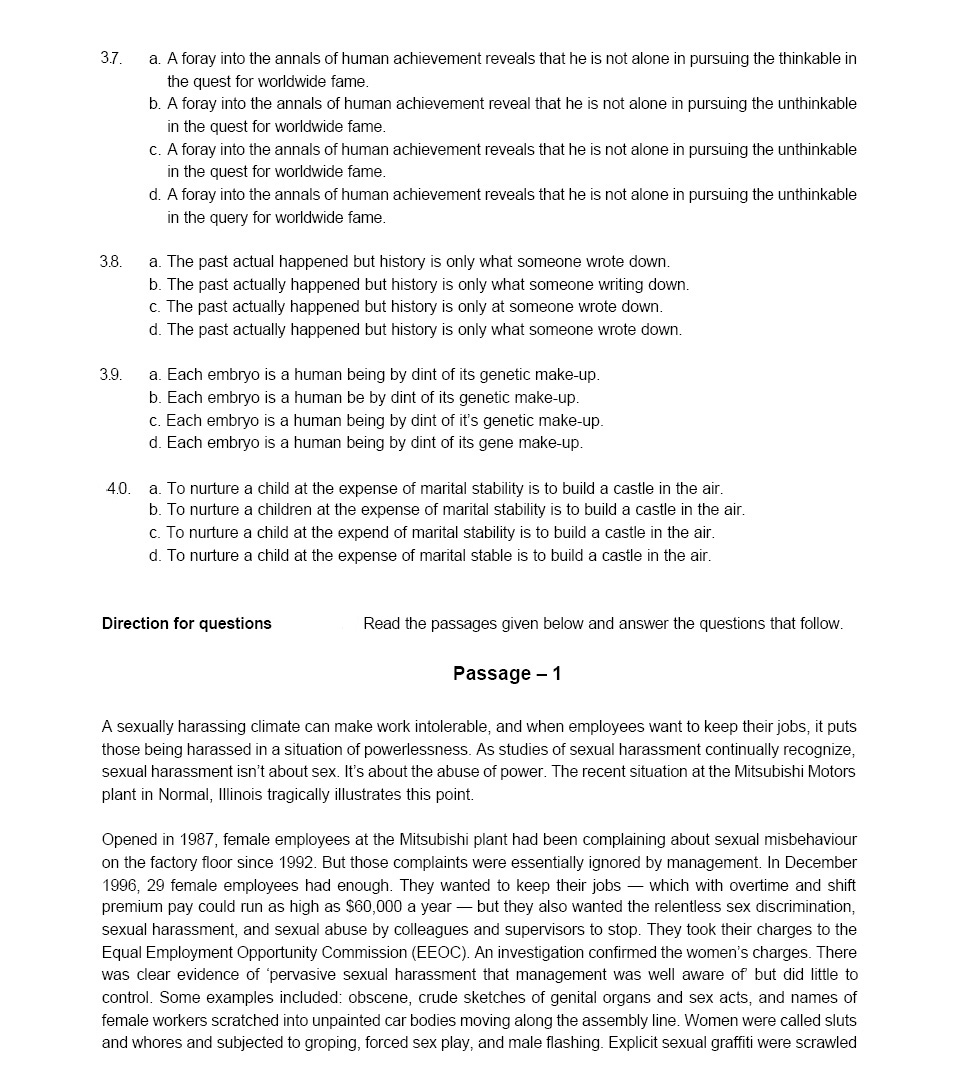 3.7. a. A foray into the annals of human achievement reveals that he is not alone in pursuing the thinkable in
the quest for worldwide fame.
b. A foray into the annals of human achievement reveal that he is not alone in pursuing the unthinkable
in the quest for worldwide fame.
c. A foray into the annals of human achievement reveals that he is not alone in pursuing the unthinkable
in the quest for worldwide fame.
d. A foray into the annals of human achievement reveals that he is not alone in pursuing the unthinkable
in the query for worldwide fame.
3.8. a. The past actual happened but history is only what someone wrote down.
b. The past actually happened but history is only what someone writing down.
c. The past actually happened but history is only at someone wrote down.
d. The past actually happened but history is only what someone wrote down.
3.9. a. Each embryo is a human being by dint of its genetic make-up.
b. Each embryo is a human be by dint of its genetic make-up.
c. Each embryo is a human being by dint of it's genetic make-up.
d. Each embryo is a human being by dint of its gene make-up.
4.0. a. To nurture a child at the expense of marital stability is to build a castle in the air.
b. To nurture a children at the expense of marital stability is to build a castle in the air.
c. To nurture a child at the expend of marital stability is to build a castle in the air.
d. To nurture a child at the expense of marital stable is to build a castle in the air.
Direction for questions Read the passages given below and answer the questions that follow.
Passage – 1
A sexually harassing climate can make work intolerable, and when employees want to keep their jobs, it puts
those being harassed in a situation of powerlessness. As studies of sexual harassment continually recognize,
sexual harassment isn't about sex. It's about the abuse of power. The recent situation at the Mitsubishi Motors
plant in Normal, Illinois tragically illustrates this point.
Opened in 1987, female employees at the Mitsubishi plant had been complaining about sexual misbehaviour
on the factory floor since 1992. But those complaints were essentially ignored by management. In December
1996, 29 female employees had enough. They wanted to keep their jobs — which with overtime and shift
premium pay could run as high as $60,000 a year — but they also wanted the relentless sex discrimination,
sexual harassment, and sexual abuse by colleagues and supervisors to stop. They took their charges to the
Equal Employment Opportunity Commission (EEOC). An investigation confirmed the women's charges. There
was clear evidence of 'pervasive sexual harassment that management was well aware of' but did little to
control. Some examples included: obscene, crude sketches of genital organs and sex acts, and names of
female workers scratched into unpainted car bodies moving along the assembly line. Women were called sluts
and whores and subjected to groping, forced sex play, and male flashing. Explicit sexual graffiti were scrawled